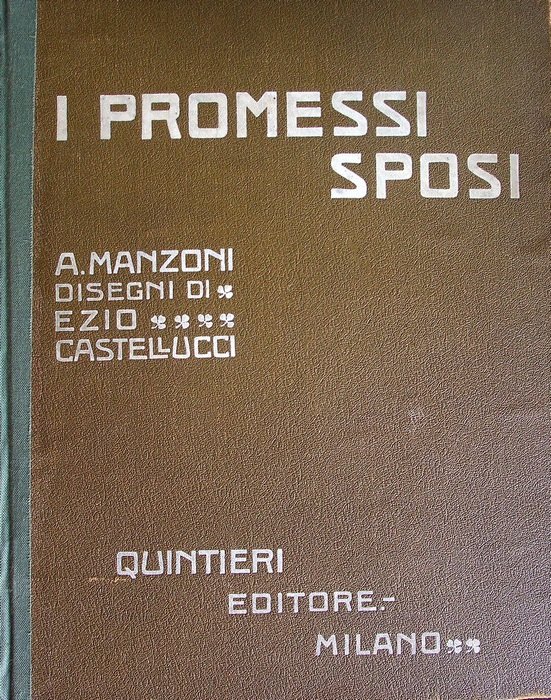 I PROMESSI
SPOSI
A. MANZONI
DISEGNI DI
EZIO
CASTELLUCCI
QUINTIERI
EDITORE.-
MILANO